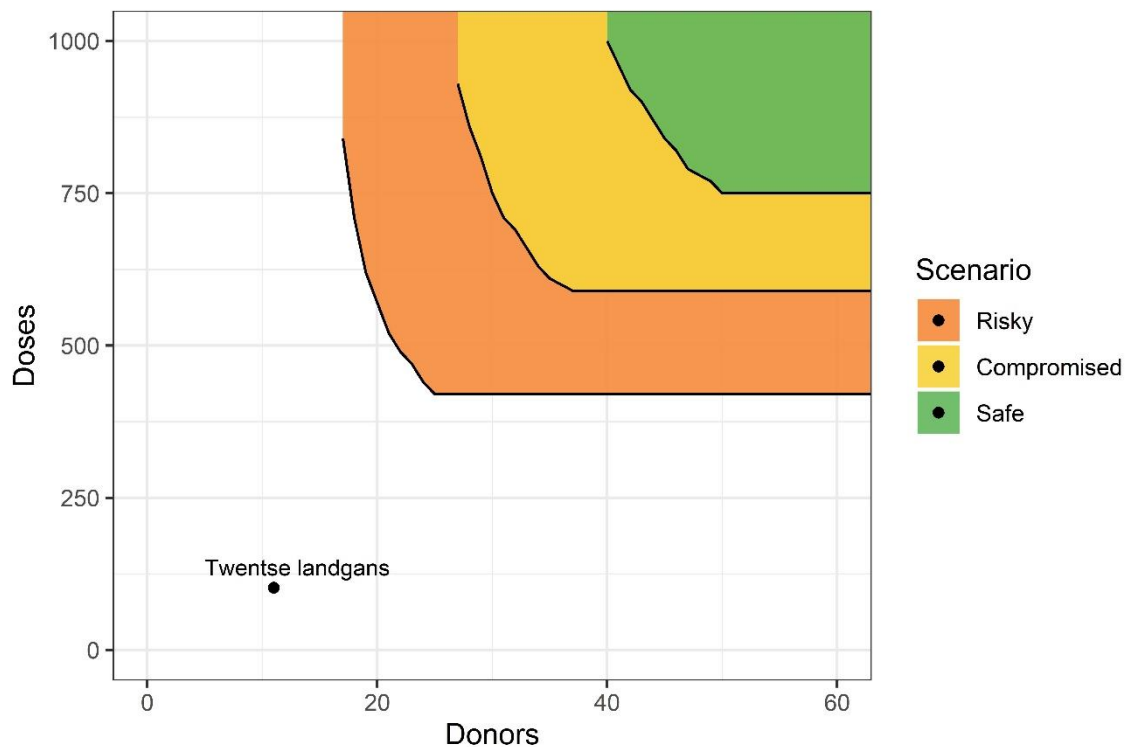 1000
750
500
250
0
Doses
Twentse landgans
0
20
40
60
Donors
Scenario
Risky
Compromised
Safe